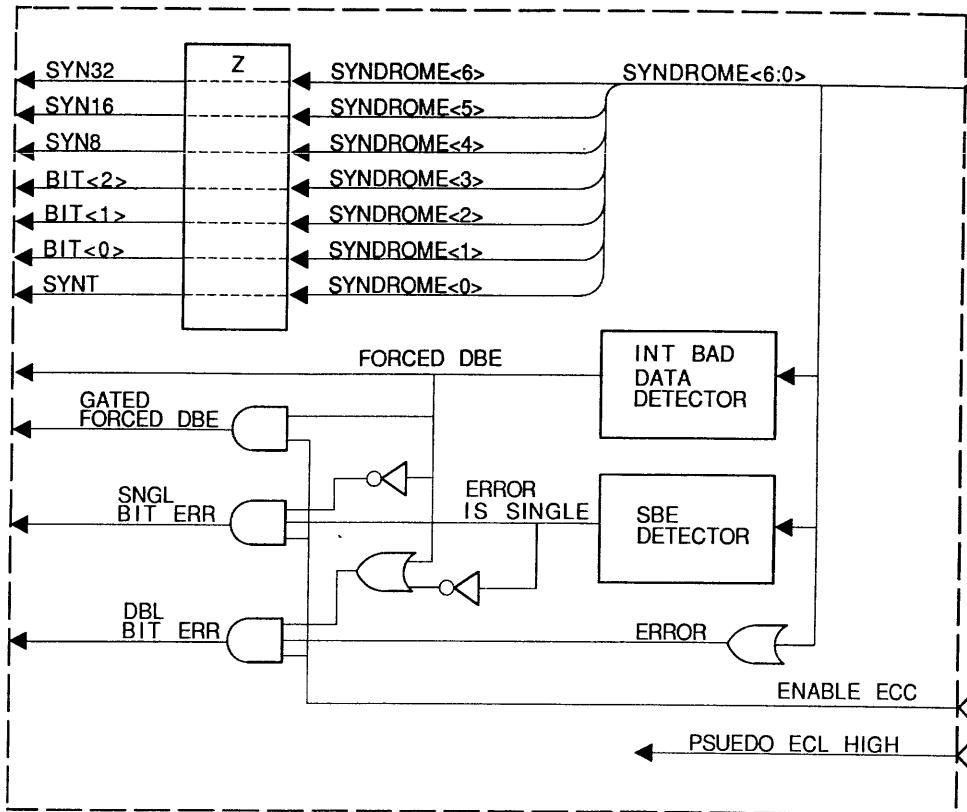 Z
SYN32
SYNDROME<6>
SYNDROME<6:0>
SYN16
SYNDROME<5>
SYN8
SYNDROME<4>
BIT<2>
SYNDROME<3>
BIT<1>
SYNDROME<2>
BIT<0>
SYNDROME<1>
SYNT
SYNDROME<0>
FORCED DBE
INT BAD
DATA
DETECTOR
GATED
FORCED DBE
SNGL
BIT ERR
ERROR
IS SINGLE
SBE
DETECTOR
DBL
BIT ERR
ERROR
ENABLE ECC
PSUEDO ECL HIGH